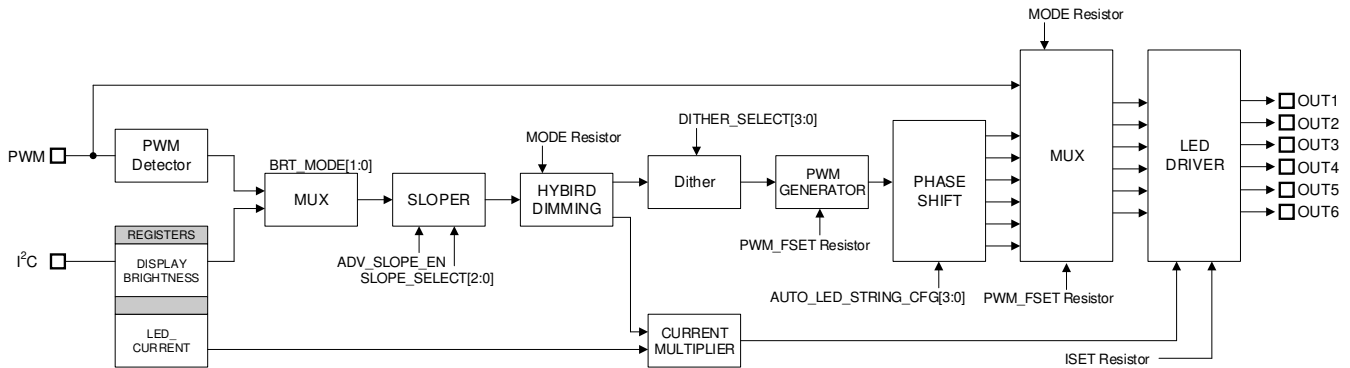 MODE Resistor
PWM
PWM
Detector
I²C
REGISTERS
DISPLAY
BRIGHTNESS
LED_
CURRENT
BRT_MODE[1:0]
MUX
SLOPER
ADV_SLOPE_EN
SLOPE_SELECT[2:0]
MODE Resistor
HYBIRD
DIMMING
DITHER_SELECT[3:0]
Dither
PWM
GENERATOR
PWM_FSET Resistor
PHASE
SHIFT
AUTO_LED_STRING_CFG[3:0]
CURRENT
MULTIPLIER
MUX
PWM_FSET Resistor
LED
DRIVER
ISET Resistor
OUT1
OUT2
OUT3
OUT4
OUT5
OUT6